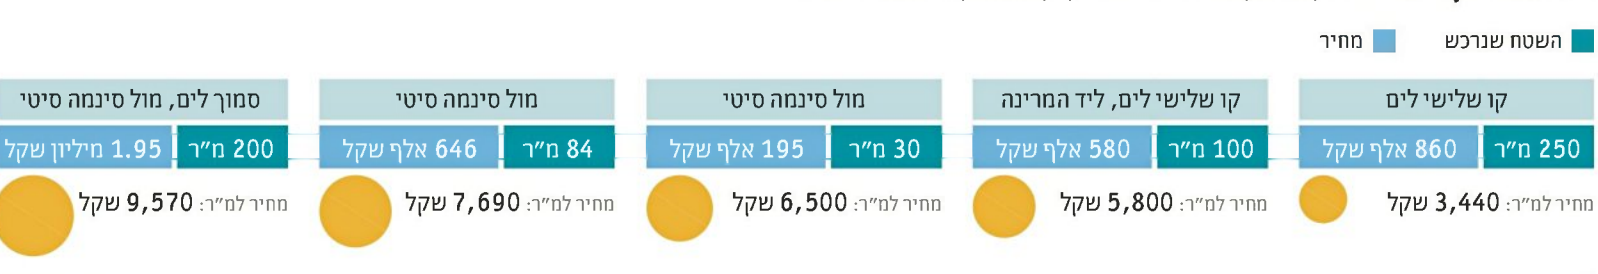 השטח שנרכש
מחיר
קו שלישי לים
250 מ״ר
860 אלף שקל
מחיר למ״ר: 3,440 שקל
קו שלישי לים, ליד המרינה
100 מ״ר
580 אלף שקל
מחיר למ״ר: 5,800 שקל
מול סינמה סיטי
30 מ״ר
195 אלף שקל
מחיר למ״ר: 6,500 שקל
מול סינמה סיטי
84 מ״ר
646 אלף שקל
מחיר למ״ר: 7,690 שקל
סמוך לים, מול סינמה סיטי
200 מ״ר
1.95 מיליון שקל
מחיר למ״ר: 9,570 שקל